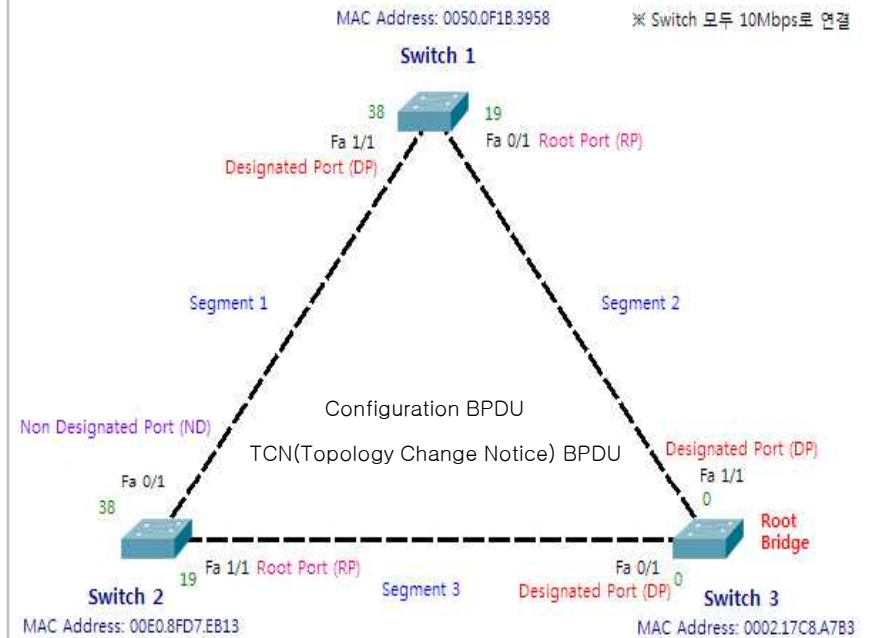 MAC Address: 0050.0F1B.3958
※ Switch 모두 10Mbps로 연결
Switch 1
38
19
Fa 1/1
Fa 0/1 Root Port (RP)
Designated Port (DP)
Segment 1
Segment 2
Configuration BPDU
Non Designated Port (ND)
TCN(Topology Change Notice) BPDU
Designated Port (DP)
Fa 0/1
Fa 1/1
38
0
Root
Bridge
19
Fa 1/1 Root Port (RP)
Fa 0/1
Segment 3
Designated Port (DP)
0
Switch 2
Switch 3
MAC Address: 00E0.8FD7.EB13
MAC Address: 0002.17C8.A7B3